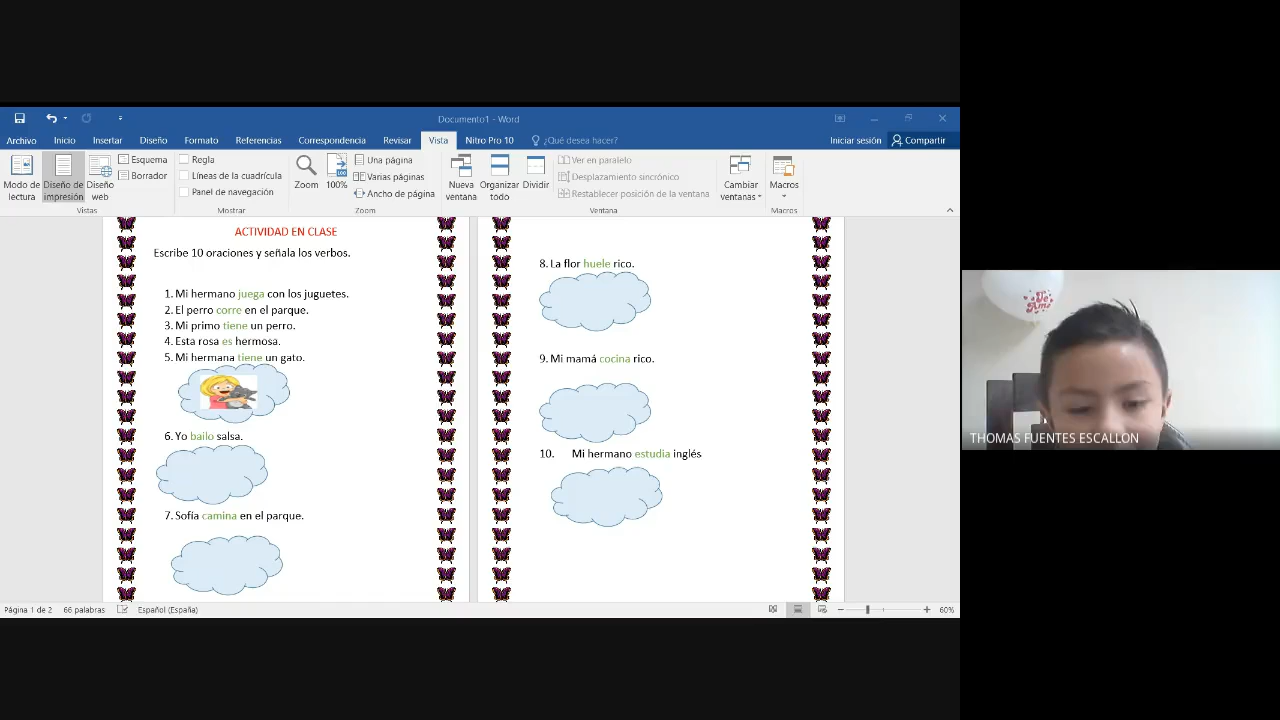 Documento1 - Word
Archivo Inicio Insertar Diseño Formato Referencias Correspondencia Revisar Vista Nitro Pro 10 ¿Qué desea hacer? Iniciar sesión Compartir
Modo de lectura
Diseño de impresión
Diseño web
Esquema
Borrador
Vistas
Regla
Líneas de la cuadrícula
Panel de navegación
Mostrar
Zoom
100%
Una página
Varias páginas
Ancho de página
Zoom
Nueva ventana
Organizar todo
Dividir
Ver en paralelo
Desplazamiento sincrónico
Restablecer posición de la ventana
Ventana
Cambiar ventanas
Macros
Macros
ACTIVIDAD EN CLASE
Escribe 10 oraciones y señala los verbos.
1. Mi hermano juega con los juguetes.
2. El perro corre en el parque.
3. Mi primo tiene un perro.
4. Esta rosa es hermosa.
5. Mi hermana tiene un gato.
6. Yo bailo salsa.
7. Sofía camina en el parque.
8. La flor huele rico.
9. Mi mamá cocina rico.
10. Mi hermano estudia inglés
Página 1 de 2 66 palabras Español (España) 60%
Te Amo
THOMAS FUENTES ESCALLON